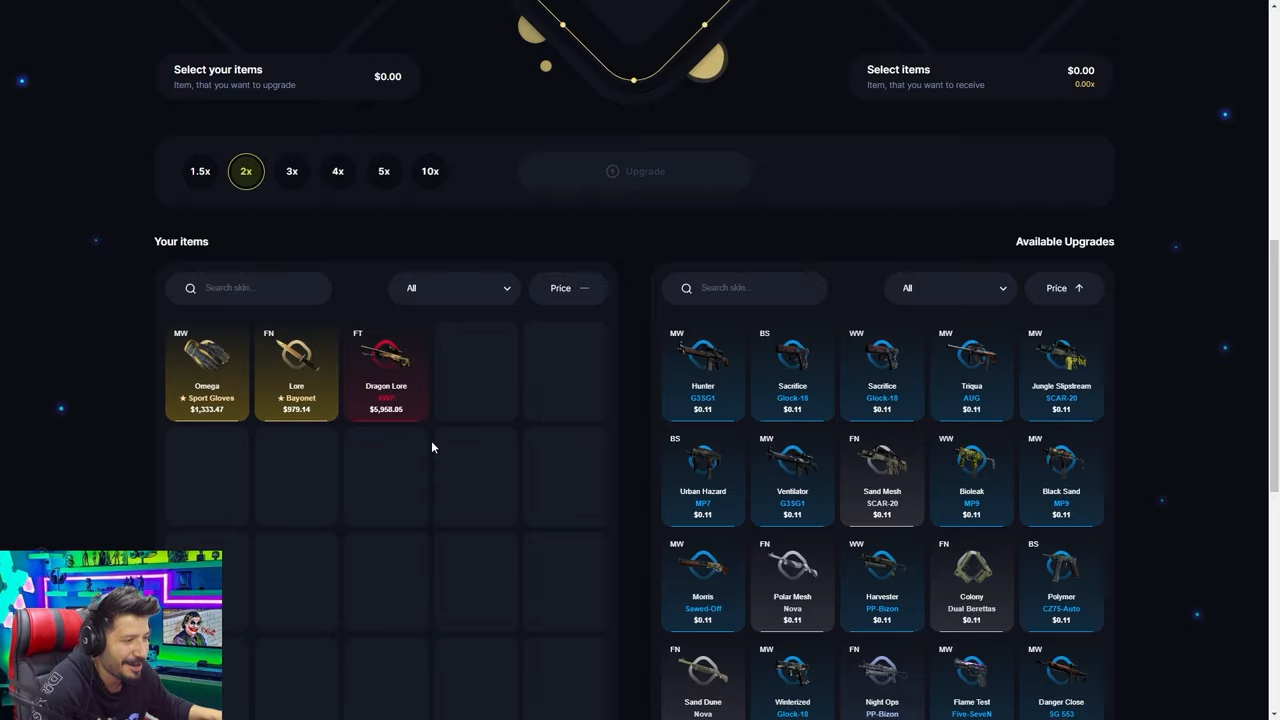 Select your items
Item, that you want to upgrade
$0.00
Select items
Item, that you want to receive
$0.00
0.00x
1.5x
2x
3x
4x
5x
10x
Upgrade
Your items
Available Upgrades
Search skin...
All
Price
Search skin...
All
Price
MW
Omega
★ Sport Gloves
$1,333.47
FN
Lore
★ Bayonet
$979.14
FT
Dragon Lore
AWP
$5,958.05
MW
Hunter
G3SG1
$0.11
BS
Sacrifice
Glock-18
$0.11
WW
Sacrifice
Glock-18
$0.11
MW
Triqua
AUG
$0.11
MW
Jungle Slipstream
SCAR-20
$0.11
BS
Urban Hazard
MP7
$0.11
MW
Ventilator
G3SG1
$0.11
FN
Sand Mesh
SCAR-20
$0.11
WW
Bioleak
MP9
$0.11
MW
Black Sand
MP9
$0.11
MW
Morris
Sawed-Off
$0.11
FN
Polar Mesh
Nova
$0.11
WW
Harvester
PP-Bizon
$0.11
FN
Colony
Dual Berettas
$0.11
BS
Polymer
CZ75-Auto
$0.11
FN
Sand Dune
Nova
MW
Winterized
Glock-18
FN
Night Ops
PP-Bizon
MW
Flame Test
Five-SeveN
MW
Danger Close
SG 553